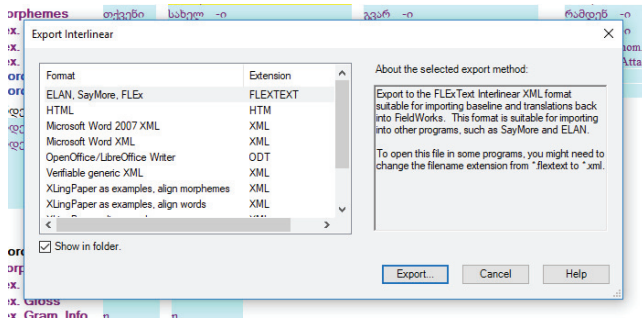 orphemes თქვენი სახელ -ი გვარ -ი რამდენ -ი
Export Interlinear
Format Extension
ELAN, SayMore, FLEx FLEXTEXT
HTML HTM
Microsoft Word 2007 XML XML
Microsoft Word XML XML
OpenOffice/LibreOffice Writer ODT
Verifiable generic XML XML
XLingPaper as examples, align morphemes XML
XLingPaper as examples, align words XML
Show in folder.
About the selected export method:
Export to the FLExText Interlinear XML format
suitable for importing baseline and translations back
into FieldWorks. This format is suitable for importing
into other programs, such as SayMore and ELAN.
To open this file in some programs, you might need to
change the filename extension from *.flextext to *.xml.
Export... Cancel Help
ex. Gloss
ex. Gram. Info. n n